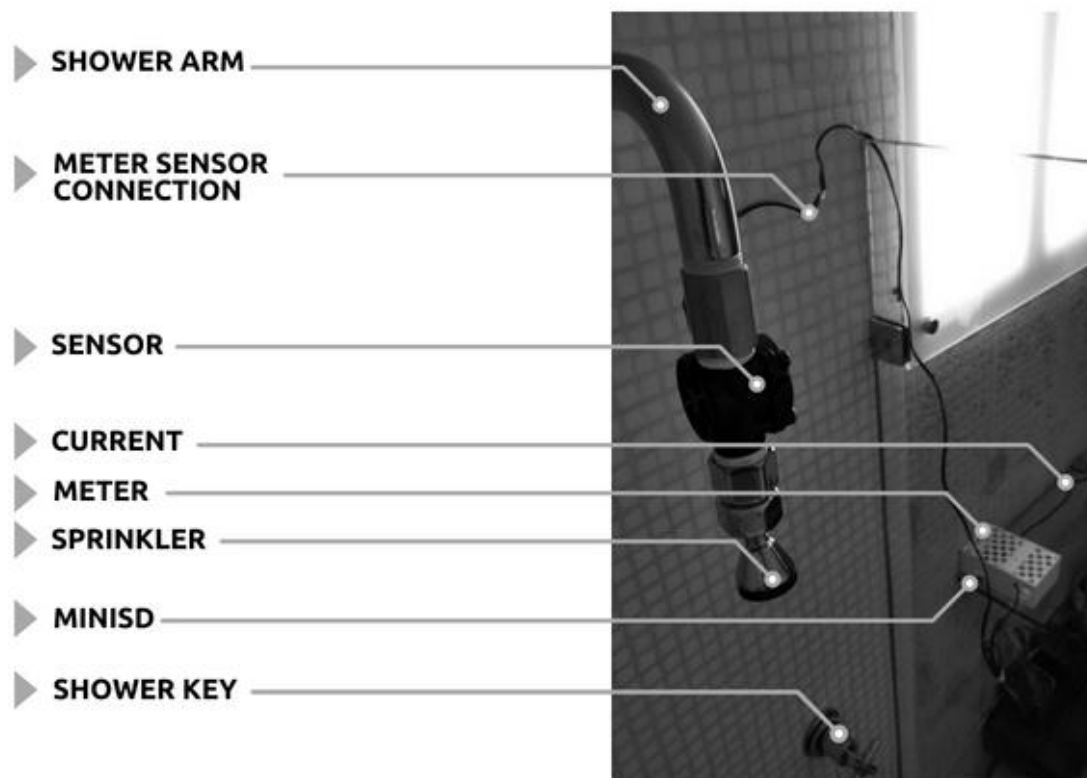 SHOWER ARM
METER SENSOR
CONNECTION
SENSOR
CURRENT
METER
SPRINKLER
MINISD
SHOWER KEY